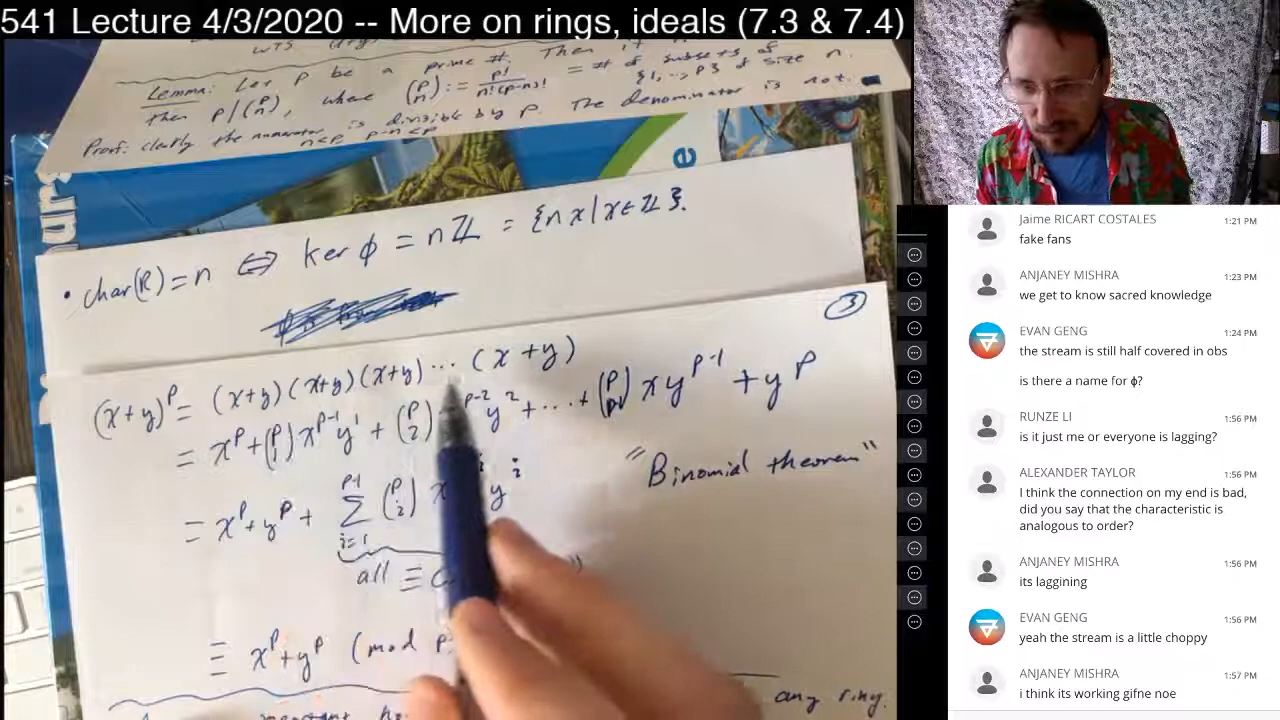 541 Lecture 4/3/2020 -- More on rings, ideals (7.3 & 7.4)
WTS
Lemma: Let p be a prime #. Then if
then p | (p n), where (p n) := p! / n!(p-n)! = # of subsets of {1,...,p} of size n.
Proof: clearly the numerator is divisible by p. The denominator is not.
n<p, p-n<p
e
• char(R) = n ⇔ ker φ = nℤ = {nx | x ∈ ℤ}.
3
(x+y)^p = (x+y)(x+y)(x+y) ... (x+y)
= x^p + (p 1) x^{p-1} y^1 + (p 2) p-2 y^2 + ... + x y^{p-1} + y^p
"Binomial theorem"
= x^p + y^p + Σ_{i=1}^{p-1} (p i) x y^i
all ≡
≡ x^p + y^p (mod p
any ring.
Jaime RICART COSTALES 1:21 PM
fake fans
ANJANEY MISHRA 1:23 PM
we get to know sacred knowledge
EVAN GENG 1:24 PM
the stream is still half covered in obs
is there a name for ϕ?
RUNZE LI 1:56 PM
is it just me or everyone is lagging?
ALEXANDER TAYLOR 1:56 PM
I think the connection on my end is bad,
did you say that the characteristic is
analogous to order?
ANJANEY MISHRA 1:56 PM
its laggining
EVAN GENG 1:56 PM
yeah the stream is a little choppy
ANJANEY MISHRA 1:57 PM
i think its working gifne noe